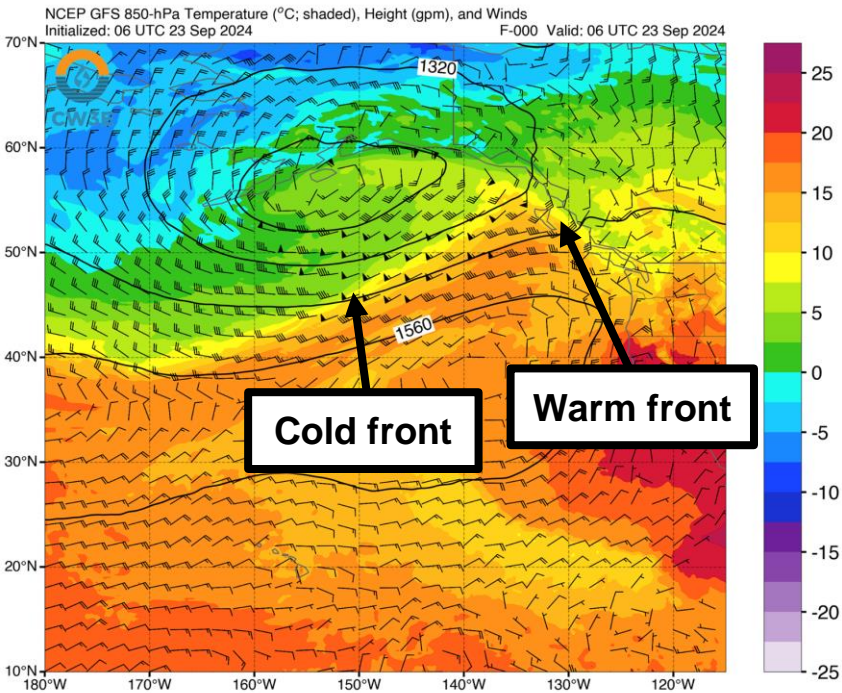 NCEP GFS 850-hPa Temperature (°C; shaded), Height (gpm), and Winds
Initialized: 06 UTC 23 Sep 2024 F-000 Valid: 06 UTC 23 Sep 2024
70°N
CW3E
1320
25
20
60°N
15
50°N
10
5
1560
40°N
0
Cold front
Warm front
-5
30°N
-10
-15
20°N
-20
10°N
-25
180°W 170°W 160°W 150°W 140°W 130°W 120°W